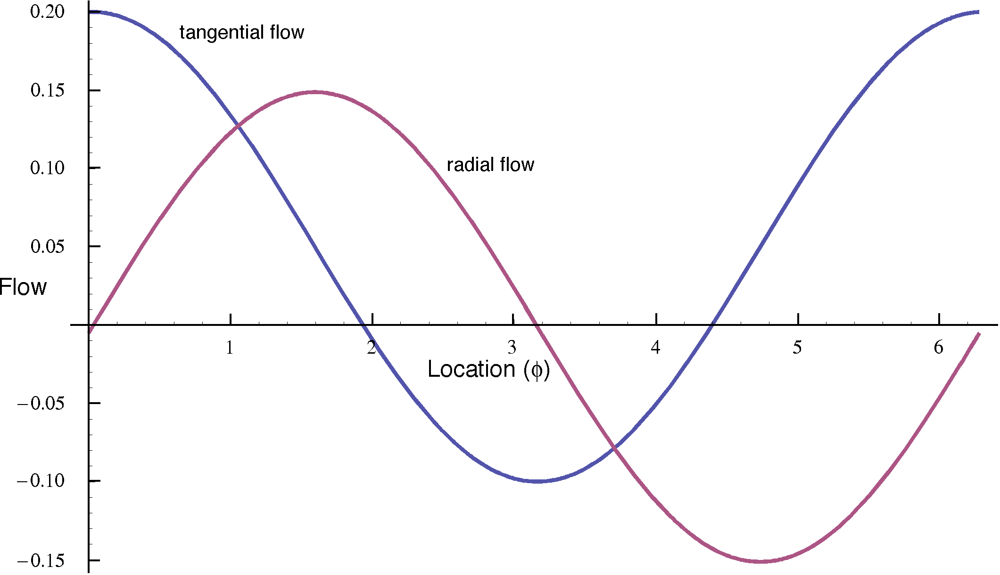 0.20
tangential flow
0.15
radial flow
0.10
0.05
Flow
1 2 3 4 5 6
Location (ϕ)
−0.05
−0.10
−0.15